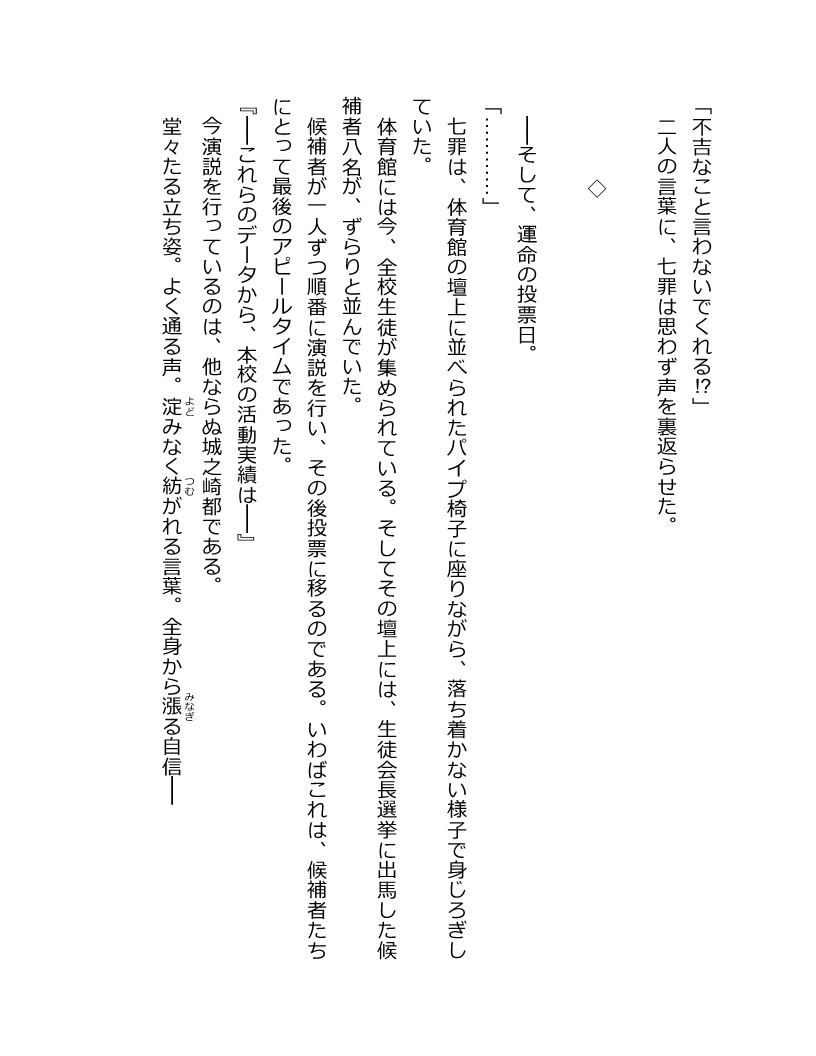 「不吉なこと言わないでくれる!?」
二人の言葉に、七罪は思わず声を裏返らせた。
◇
――そして、運命の投票日。
「…………」
七罪は、体育館の壇上に並べられたパイプ椅子に座りながら、落ち着かない様子で身じろぎし
ていた。
体育館には今、全校生徒が集められている。そしてその壇上には、生徒会長選挙に出馬した候
補者八名が、ずらりと並んでいた。
候補者が一人ずつ順番に演説を行い、その後投票に移るのである。いわばこれは、候補者たち
にとって最後のアピールタイムであった。
『――これらのデータから、本校の活動実績は――』
今演説を行っているのは、他ならぬ城之崎都である。
堂々たる立ち姿。よく通る声。淀みなく紡がれる言葉。全身から漲る自信――
よど
つむ
みなぎ